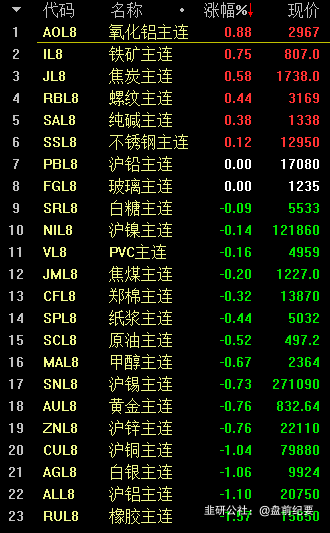 代码 名称 涨幅%↓ 现价
1 AOL8 氧化铝主连 0.88 2967
2 IL8 铁矿主连 0.75 807.0
3 JL8 焦炭主连 0.58 1738.0
4 RBL8 螺纹主连 0.44 3169
5 SAL8 纯碱主连 0.38 1338
6 SSL8 不锈钢主连 0.12 12950
7 PBL8 沪铅主连 0.00 17080
8 FGL8 玻璃主连 0.00 1235
9 SRL8 白糖主连 -0.09 5533
10 NIL8 沪镍主连 -0.14 121860
11 VL8 PVC主连 -0.16 4959
12 JML8 焦煤主连 -0.20 1227.0
13 CFL8 郑棉主连 -0.32 13870
14 SPL8 纸浆主连 -0.44 5032
15 SCL8 原油主连 -0.52 497.2
16 MAL8 甲醇主连 -0.67 2364
17 SNL8 沪锡主连 -0.73 271090
18 AUL8 黄金主连 -0.76 832.64
19 ZNL8 沪锌主连 -0.76 22110
20 CUL8 沪铜主连 -1.04 79880
21 AGL8 白银主连 -1.06 9924
22 ALL8 沪铝主连 -1.10 20750
23 RUL8 橡胶主连 -1.57 15650
韭研公社：@盘前纪要